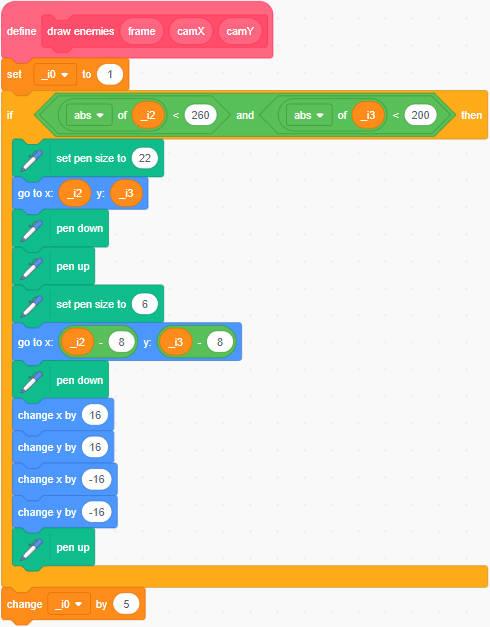 define draw enemies frame camX camY
set _i0 to 1
if abs of _i2 < 260 and abs of _i3 < 200 then
set pen size to 22
go to x: _i2 y: _i3
pen down
pen up
set pen size to 6
go to x: _i2 - 8 y: _i3 - 8
pen down
change x by 16
change y by 16
change x by -16
change y by -16
pen up
change _i0 by 5